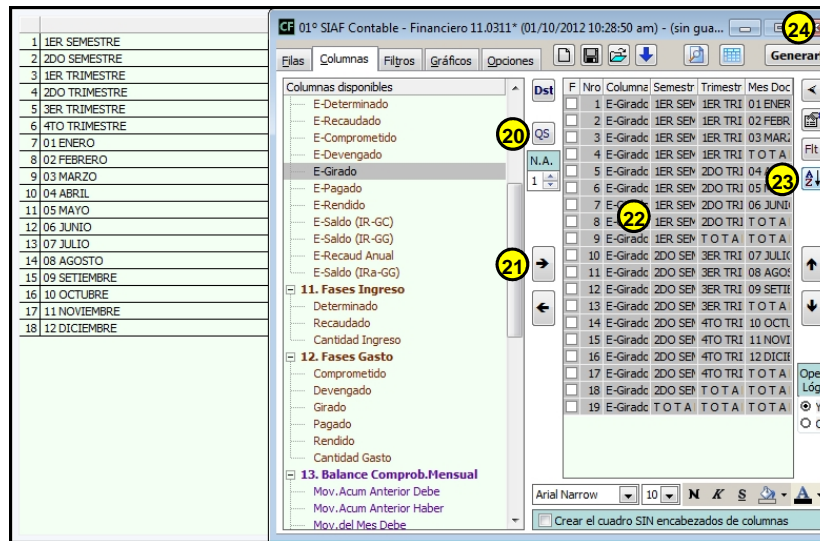 1 1ER SEMESTRE
2 2DO SEMESTRE
3 1ER TRIMESTRE
4 2DO TRIMESTRE
5 3ER TRIMESTRE
6 4TO TRIMESTRE
7 01 ENERO
8 02 FEBRERO
9 03 MARZO
10 04 ABRIL
11 05 MAYO
12 06 JUNIO
13 07 JULIO
14 08 AGOSTO
15 09 SETIEMBRE
16 10 OCTUBRE
17 11 NOVIEMBRE
18 12 DICIEMBRE
CF 01º SIAF Contable - Financiero 11.0311* (01/10/2012 10:28:50 am) - (sin gua...
24
Filas Columnas Filtros Gráficos Opciones Generar
Columnas disponibles
E-Determinado
E-Recaudado
E-Comprometido
E-Devengado
E-Girado
E-Pagado
E-Rendido
E-Saldo (IR-GC)
E-Saldo (IR-GG)
E-Recaud Anual
E-Saldo (IRa-GG)
11. Fases Ingreso
Determinado
Recaudado
Cantidad Ingreso
12. Fases Gasto
Comprometido
Devengado
Girado
Pagado
Rendido
Cantidad Gasto
13. Balance Comprob.Mensual
Mov.Acum Anterior Debe
Mov.Acum Anterior Haber
Mov.del Mes Debe
Dst
20 QS
N.A.
1
21
F Nro Columna Semestr Trimestr Mes Doc
1 E-Girado 1ER SEM 1ER TRI 01 ENER
2 E-Girado 1ER SEM 1ER TRI 02 FEBR
3 E-Girado 1ER SEM 1ER TRI 03 MARZ
4 E-Girado 1ER SEM 1ER TRI T O T A
5 E-Girado 1ER SEM 2DO TRI 04
6 E-Girado 1ER SEM 2DO TRI 05
7 1ER SEM 2DO TRI 06 JUNI
22
8 1ER SEM 2DO TRI T O T A
9 E-Girado 1ER SEM T O T A T O T A
10 E-Girado 2DO SEM 3ER TRI 07 JULIO
11 E-Girado 2DO SEM 3ER TRI 08 AGOS
12 E-Girado 2DO SEM 3ER TRI 09 SETIE
13 E-Girado 2DO SEM 3ER TRI T O T A
14 E-Girado 2DO SEM 4TO TRI 10 OCTU
15 E-Girado 2DO SEM 4TO TRI 11 NOVI
16 E-Girado 2DO SEM 4TO TRI 12 DICIE
17 E-Girado 2DO SEM 4TO TRI T O T A
18 E-Girado 2DO SEM T O T A T O T A
19 E-Girado T O T A T O T A T O T A
Flt
23 A Z
Ope
Lóg
Y
Arial Narrow 10 N K S A
Crear el cuadro SIN encabezados de columnas